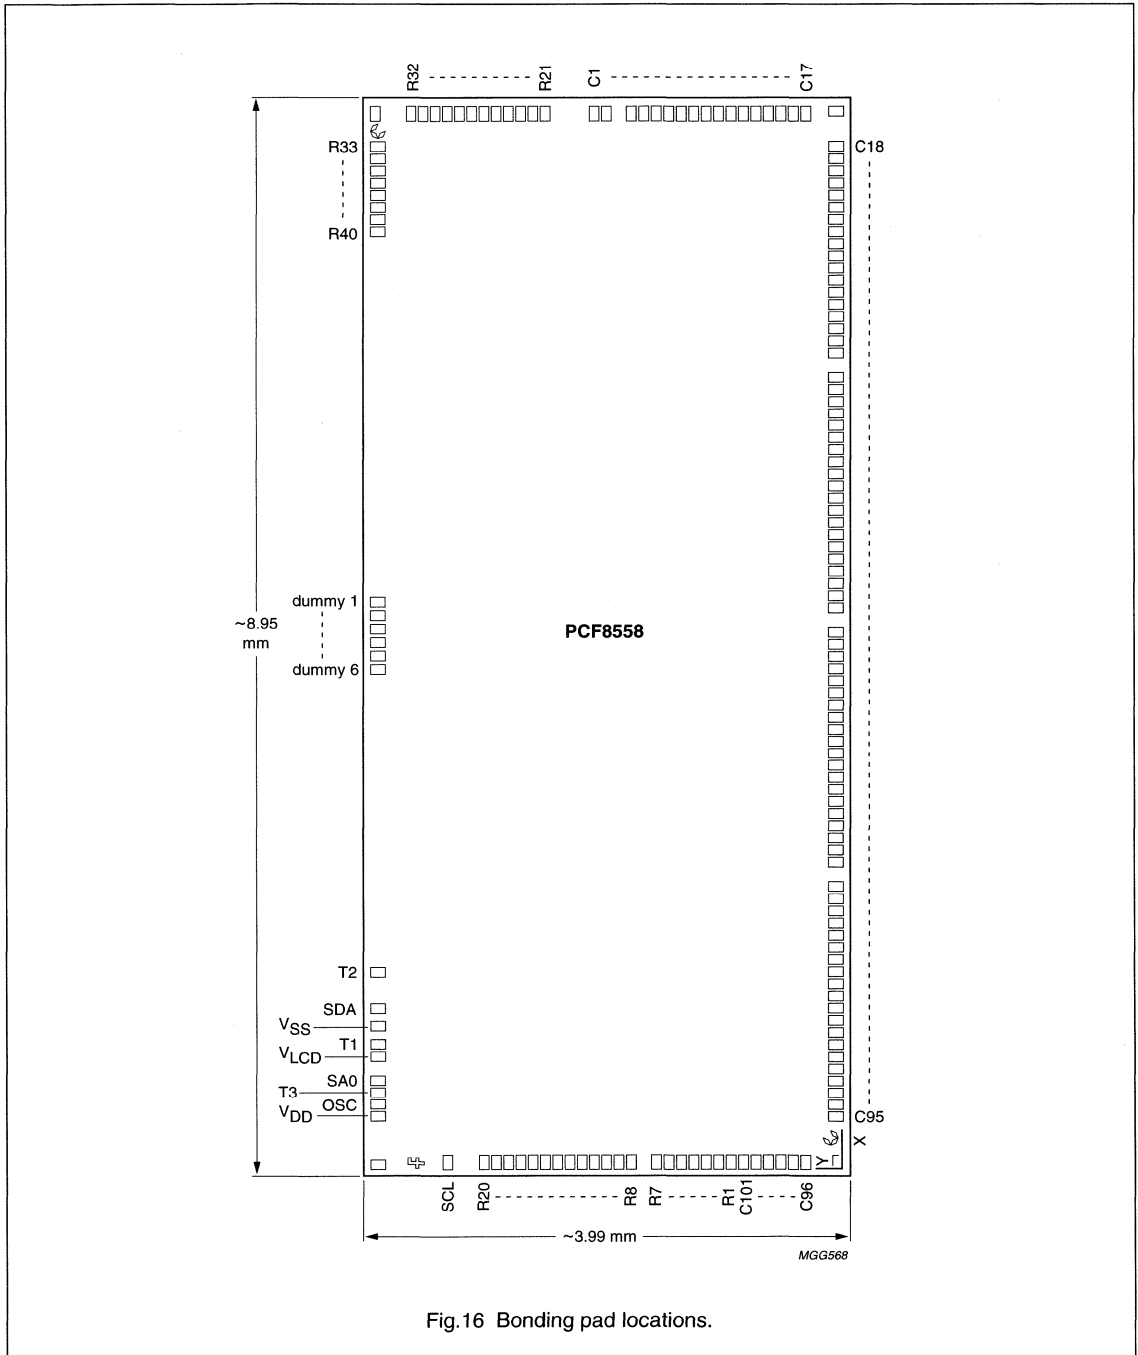 R32
R21
C1
C17
R33
C18
R40
dummy 1
~8.95
mm
PCF8558
dummy 6
T2
SDA
VSS
T1
VLCD
SA0
T3
OSC
VDD
C95
X
Y
SCL
R20
R8
R7
R1
C101
C96
~3.99 mm
MGG568
Fig.16 Bonding pad locations.